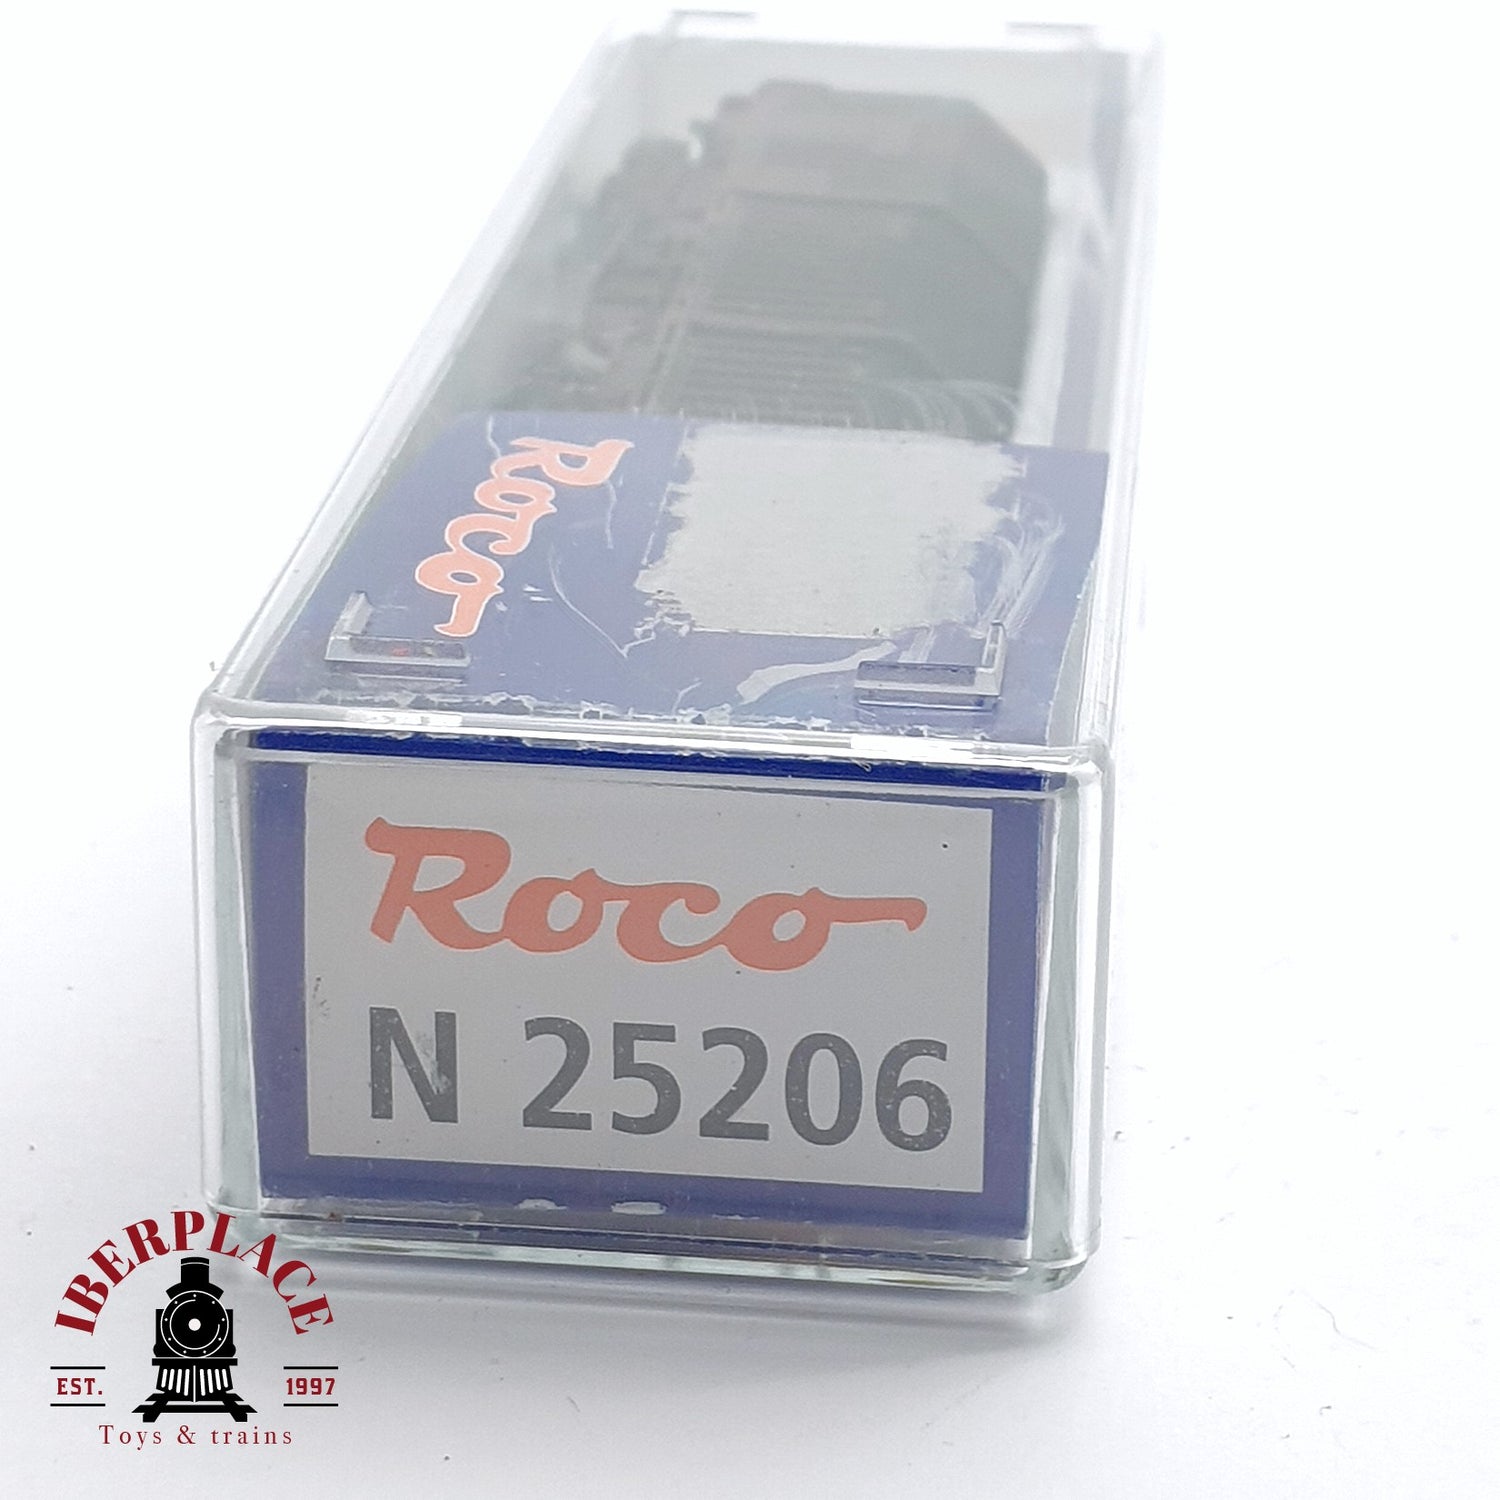 Roco
Roco
N 25206
IBERPLACE
EST. 1997
Toys & trains